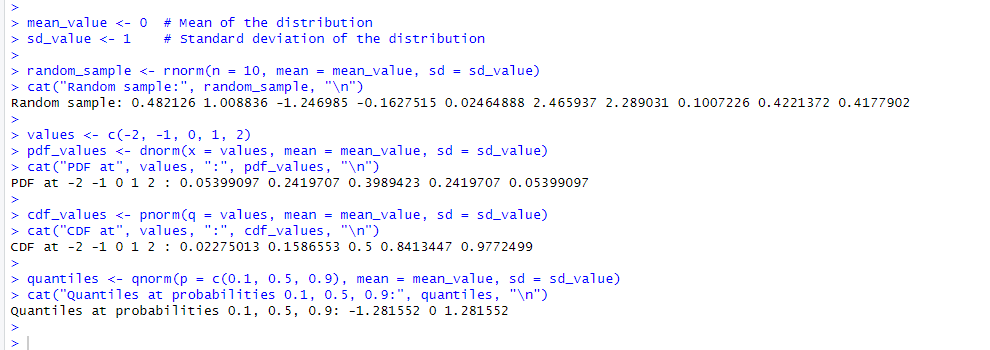 >
> mean_value <- 0  # Mean of the distribution
> sd_value <- 1    # Standard deviation of the distribution
>
> random_sample <- rnorm(n = 10, mean = mean_value, sd = sd_value)
> cat("Random sample:", random_sample, "\n")
Random sample: 0.482126 1.008836 -1.246985 -0.1627515 0.02464888 2.465937 2.289031 0.1007226 0.4221372 0.4177902
>
> values <- c(-2, -1, 0, 1, 2)
> pdf_values <- dnorm(x = values, mean = mean_value, sd = sd_value)
> cat("PDF at", values, ":", pdf_values, "\n")
PDF at -2 -1 0 1 2 : 0.05399097 0.2419707 0.3989423 0.2419707 0.05399097
>
> cdf_values <- pnorm(q = values, mean = mean_value, sd = sd_value)
> cat("CDF at", values, ":", cdf_values, "\n")
CDF at -2 -1 0 1 2 : 0.02275013 0.1586553 0.5 0.8413447 0.9772499
>
> quantiles <- qnorm(p = c(0.1, 0.5, 0.9), mean = mean_value, sd = sd_value)
> cat("Quantiles at probabilities 0.1, 0.5, 0.9:", quantiles, "\n")
Quantiles at probabilities 0.1, 0.5, 0.9: -1.281552 0 1.281552
>
>